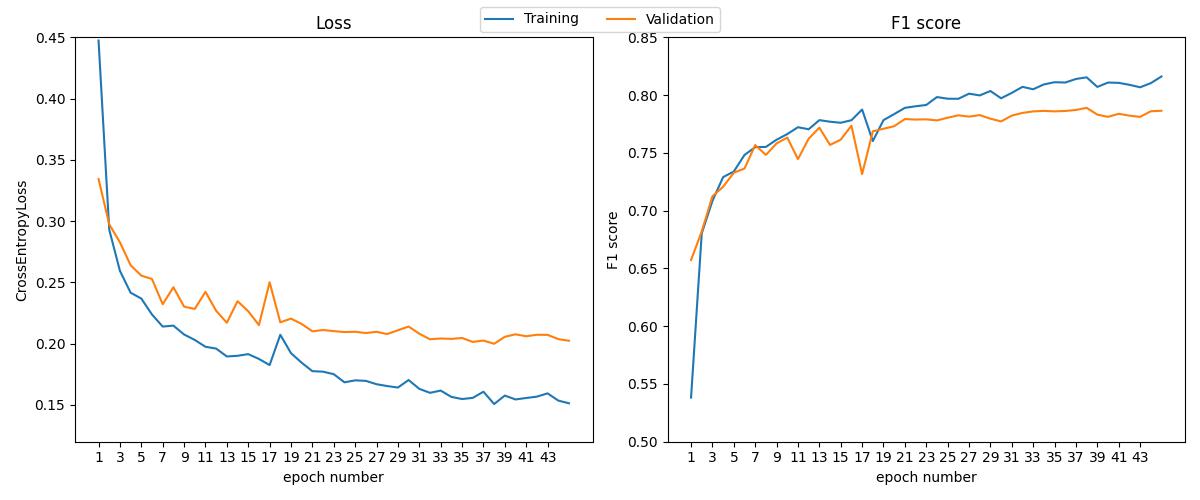 Training Validation
Loss
CrossEntropyLoss
0.45
0.40
0.35
0.30
0.25
0.20
0.15
1 3 5 7 9 11 13 15 17 19 21 23 25 27 29 31 33 35 37 39 41 43
epoch number
F1 score
F1 score
0.85
0.80
0.75
0.70
0.65
0.60
0.55
0.50
1 3 5 7 9 11 13 15 17 19 21 23 25 27 29 31 33 35 37 39 41 43
epoch number